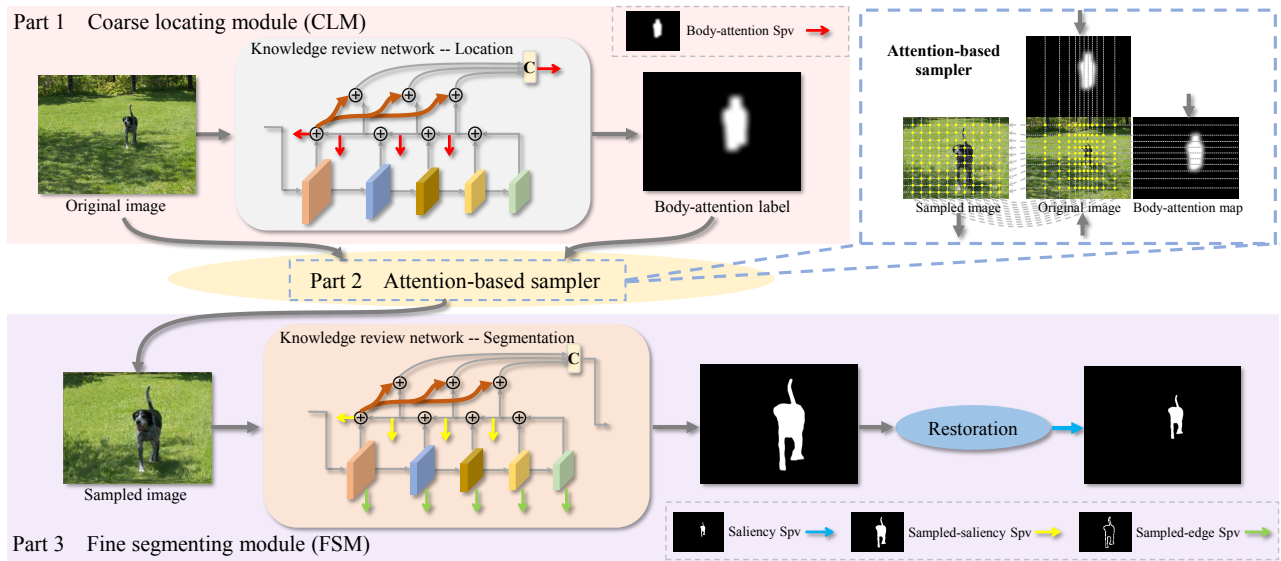 Part 1 Coarse locating module (CLM)
Body-attention Spv
Knowledge review network -- Location
C
Original image
Body-attention label
Attention-based
sampler
Sampled image
Original image
Body-attention map
Part 2 Attention-based sampler
Knowledge review network -- Segmentation
C
Sampled image
Restoration
Saliency Spv
Sampled-saliency Spv
Sampled-edge Spv
Part 3 Fine segmenting module (FSM)